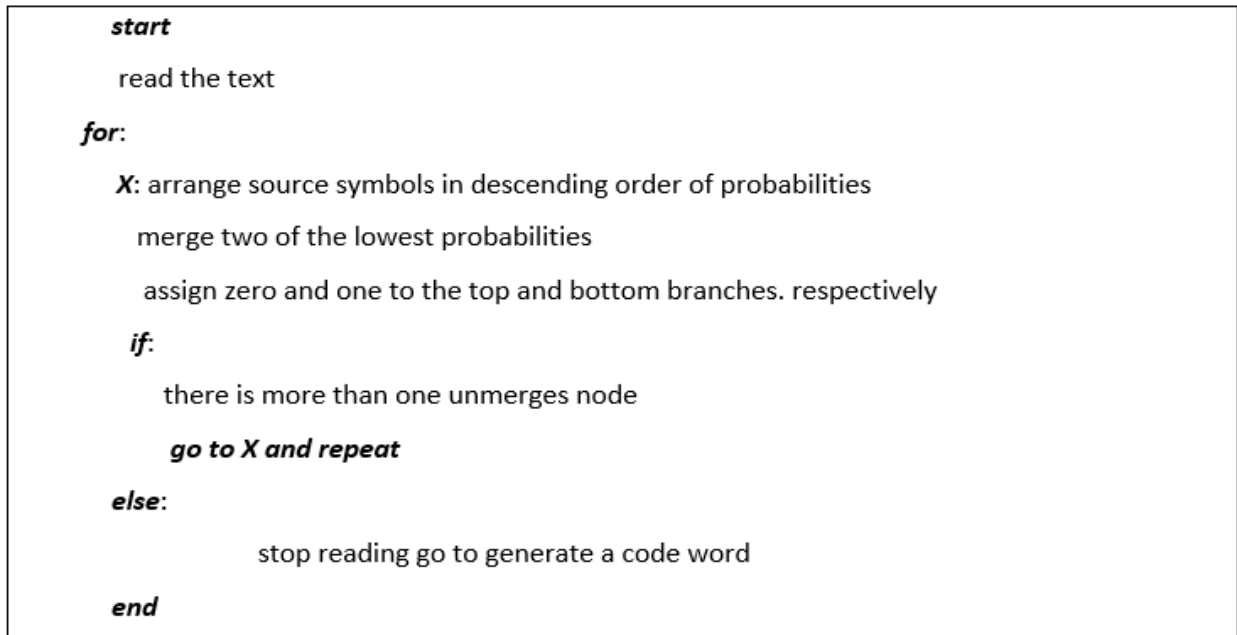 start
read the text
for:
X: arrange source symbols in descending order of probabilities
merge two of the lowest probabilities
assign zero and one to the top and bottom branches. respectively
if:
there is more than one unmerges node
go to X and repeat
else:
stop reading go to generate a code word
end